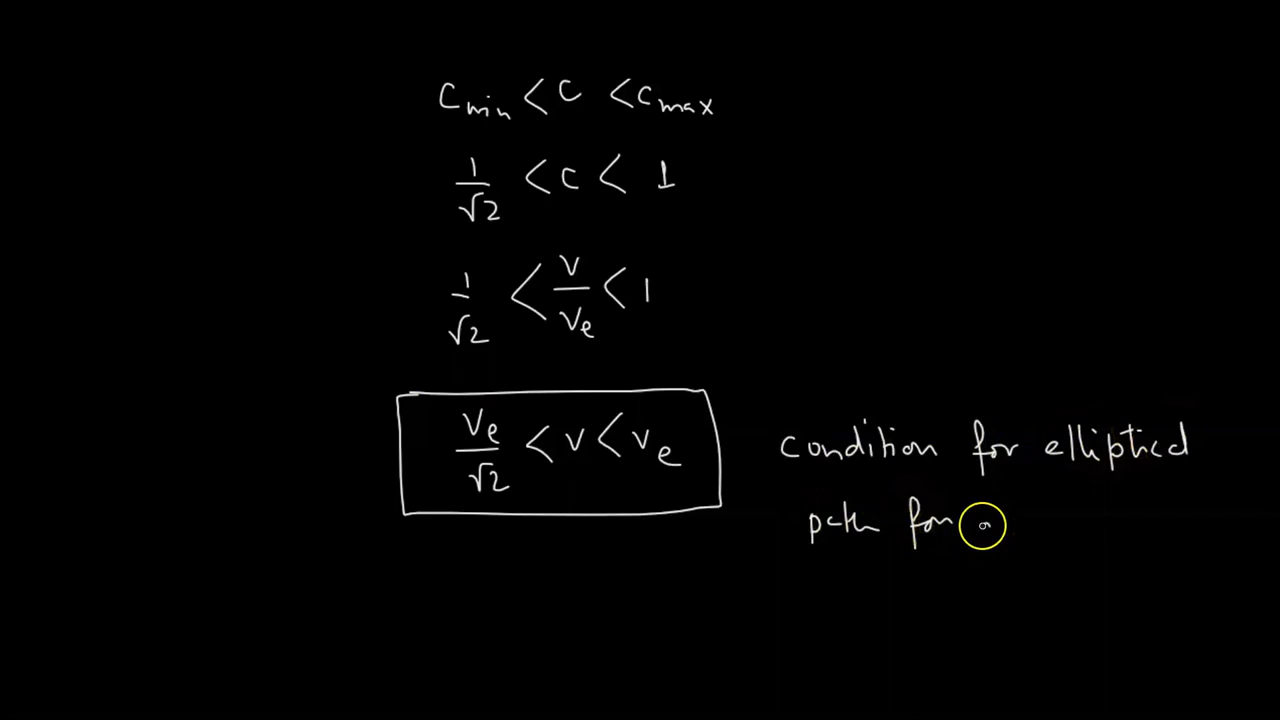 c_min < c < c_max
1/√2 < c < 1
1/√2 < v/v_e < 1
v_e/√2 < v < v_e condition for elliptical
path for a